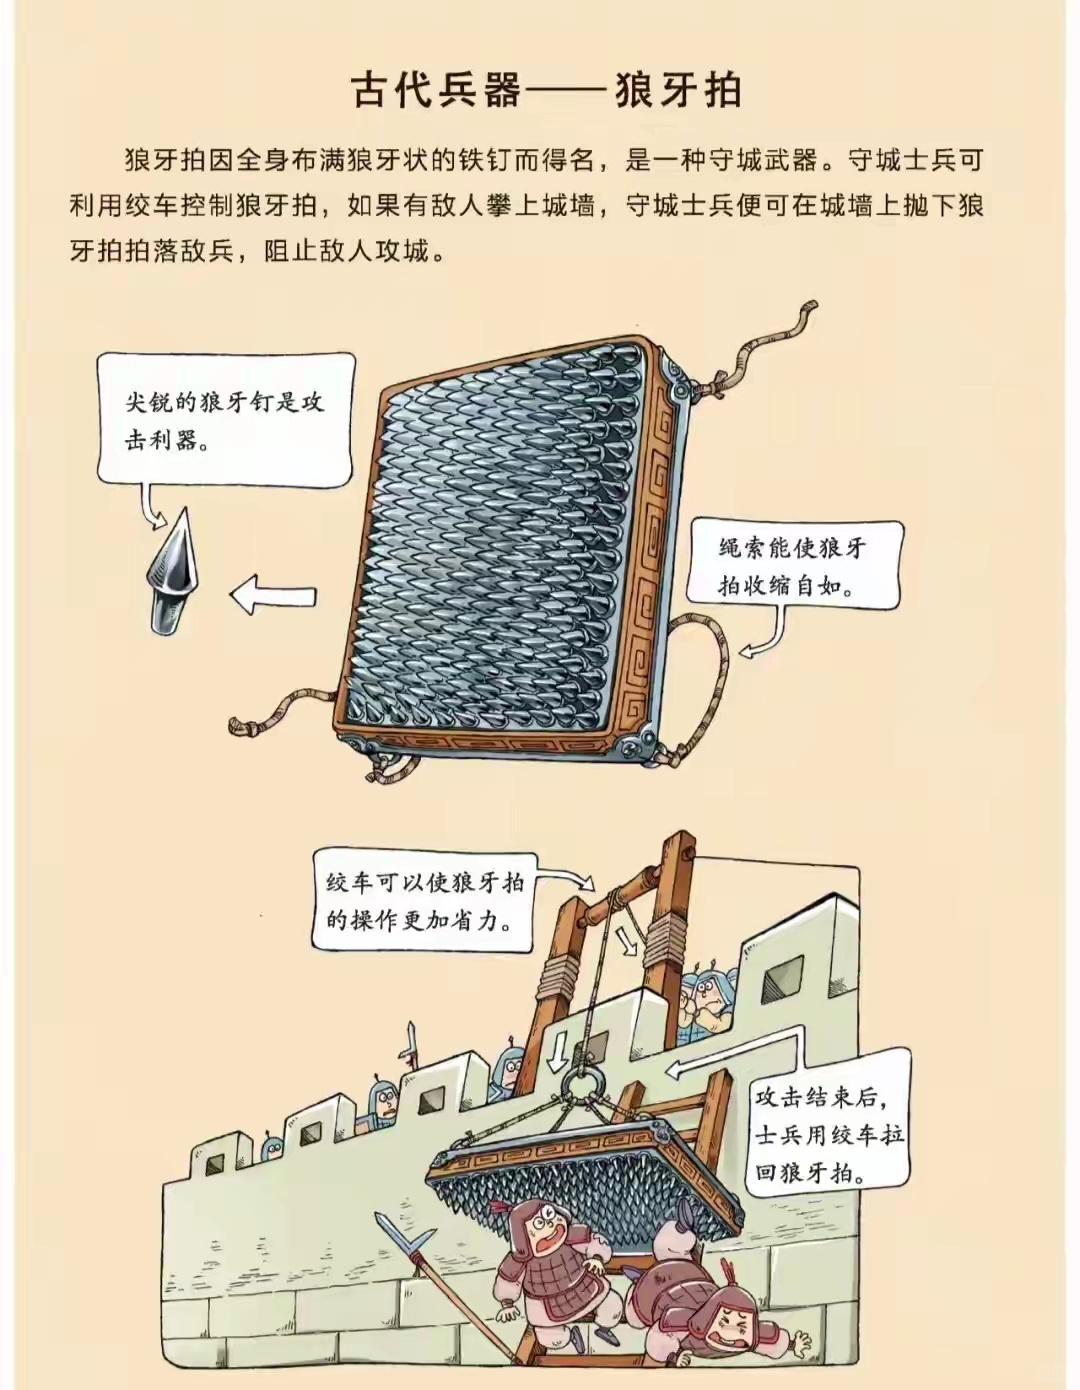 古代兵器——狼牙拍
狼牙拍因全身布满狼牙状的铁钉而得名，是一种守城武器。守城士兵可
利用绞车控制狼牙拍，如果有敌人攀上城墙，守城士兵便可在城墙上抛下狼
牙拍拍落敌兵，阻止敌人攻城。
尖锐的狼牙钉是攻
击利器。
绳索能使狼牙
拍收缩自如。
绞车可以使狼牙拍
的操作更加省力。
攻击结束后，
士兵用绞车拉
回狼牙拍。